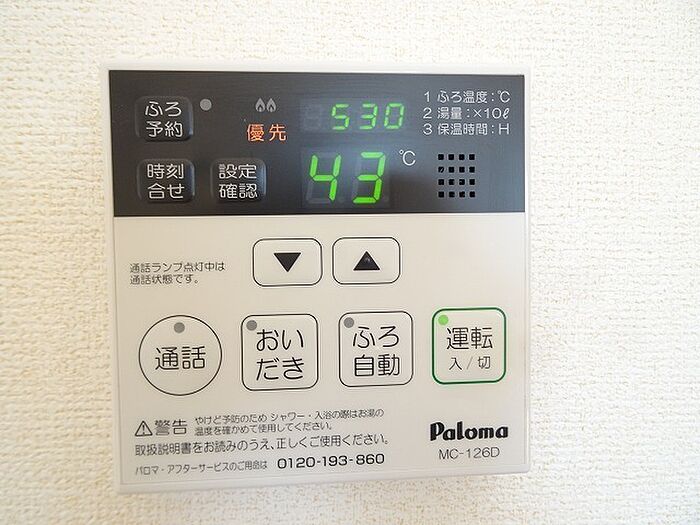 ふろ
予約
優先
530
1 ふろ温度:℃
2 湯量:×10ℓ
3 保温時間:H
時刻
合せ
設定
確認
43 ℃
▼ ▲
通話ランプ点灯中は
通話状態です。
通話
おい
だき
ふろ
自動
運転
入/切
⚠警告
やけど予防のため シャワー・入浴の際はお湯の
温度を確かめて使用してください。
取扱説明書をお読みのうえ、正しくご使用ください。
パロマ・アフターサービスのご用命は 0120-193-860
Paloma
MC-126D